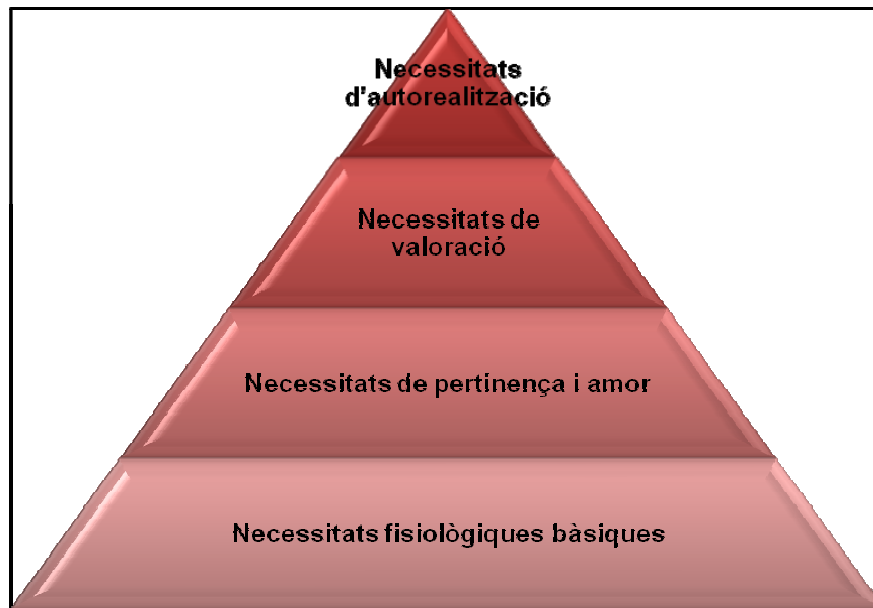 Necessitats
d'autorealització
Necessitats de
valoració
Necessitats de pertinença i amor
Necessitats fisiològiques bàsiques